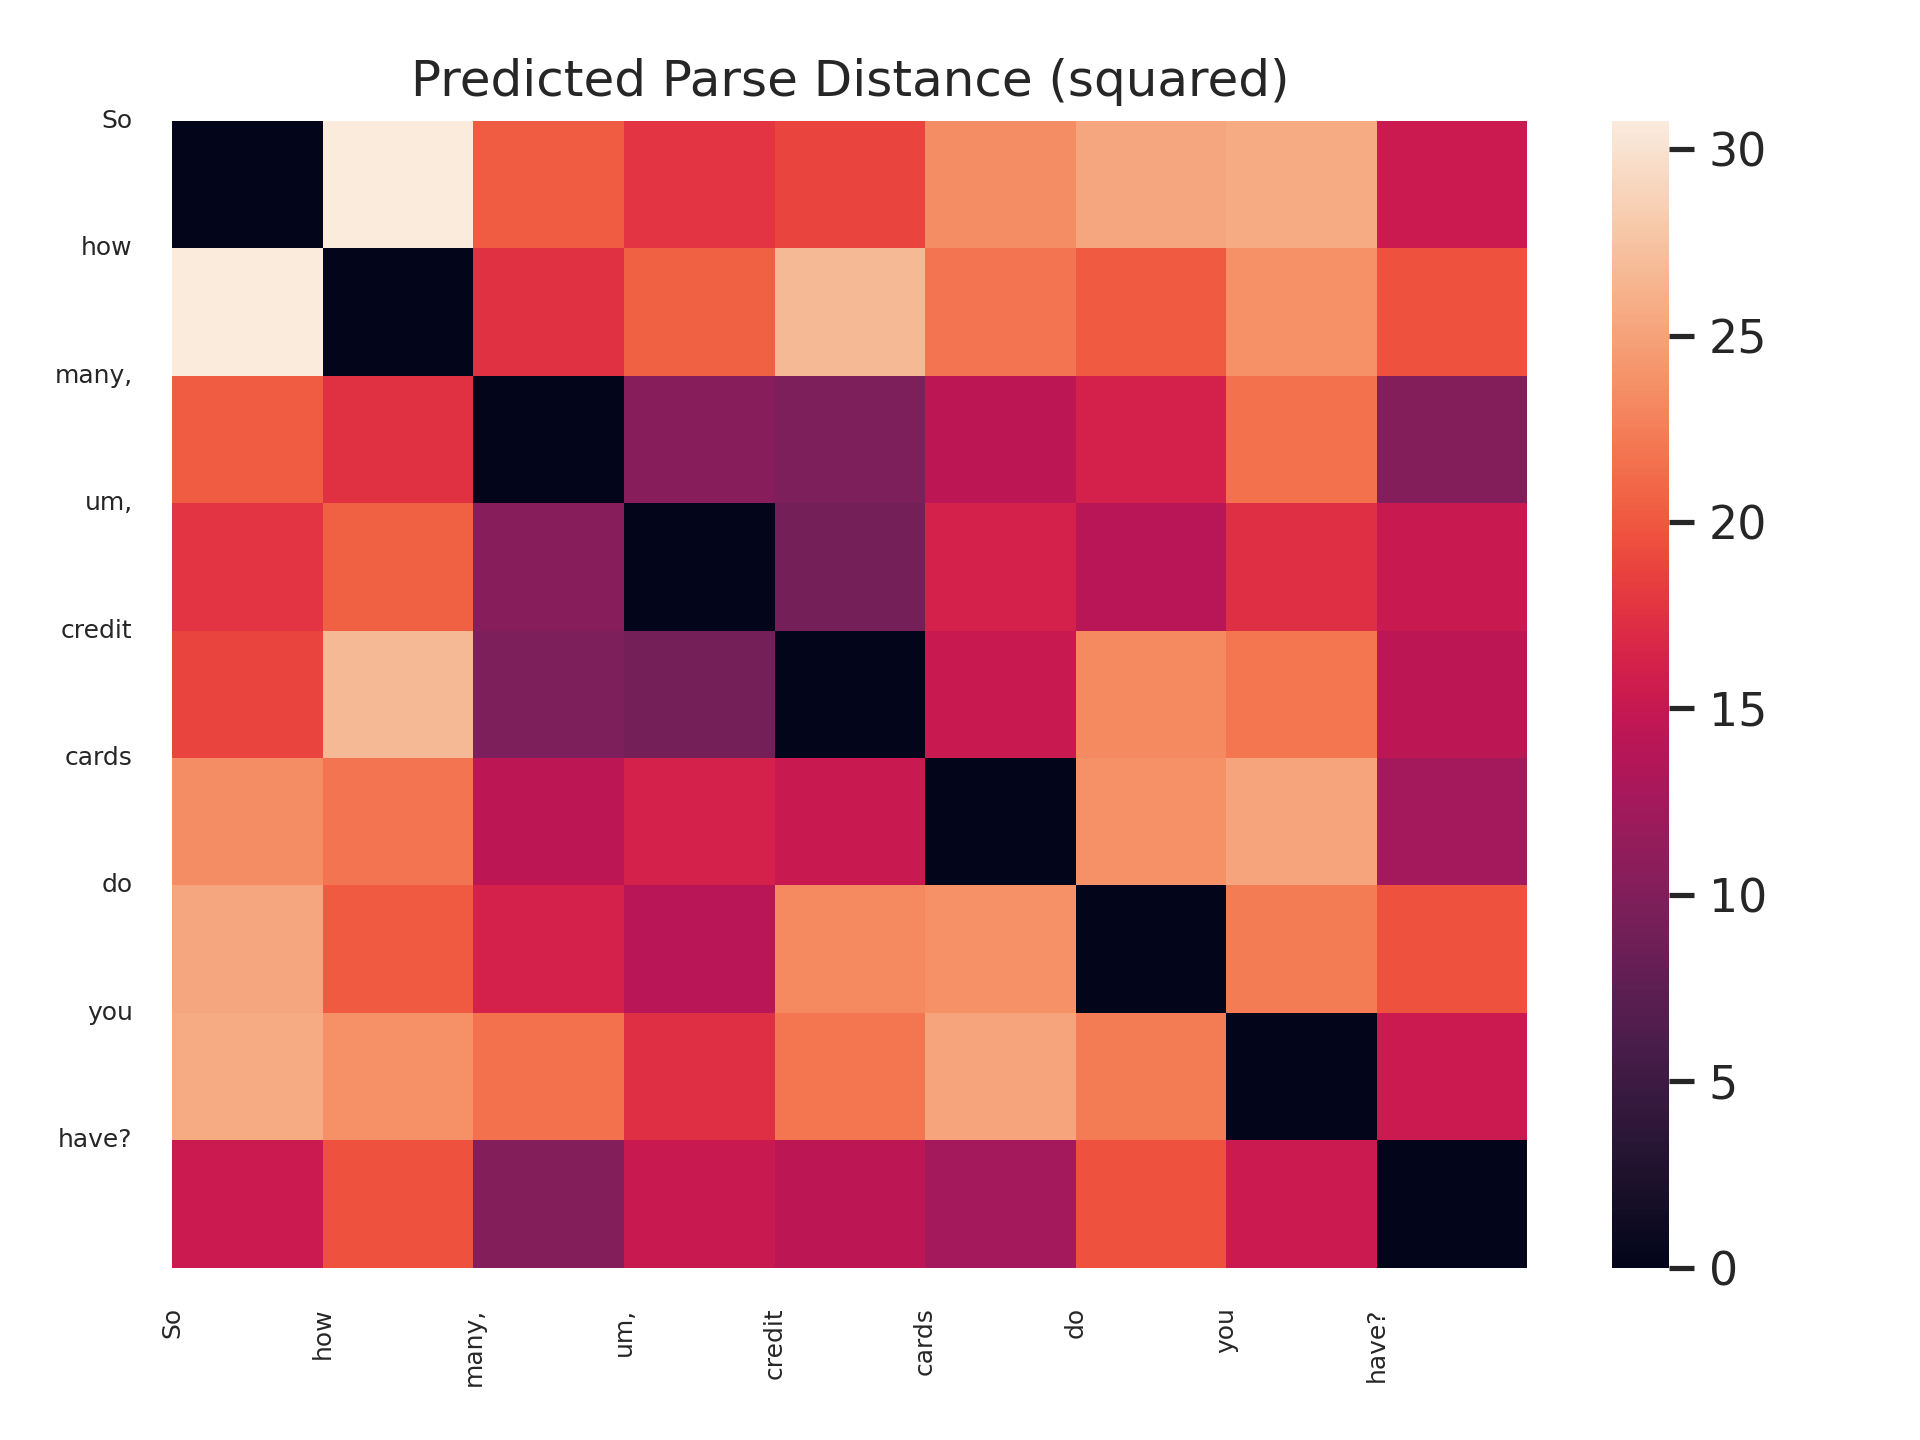 Predicted Parse Distance (squared)
So
how
many,
um,
credit
cards
do
you
have?
So
how
many,
um,
credit
cards
do
you
have?
30
25
20
15
10
5
0